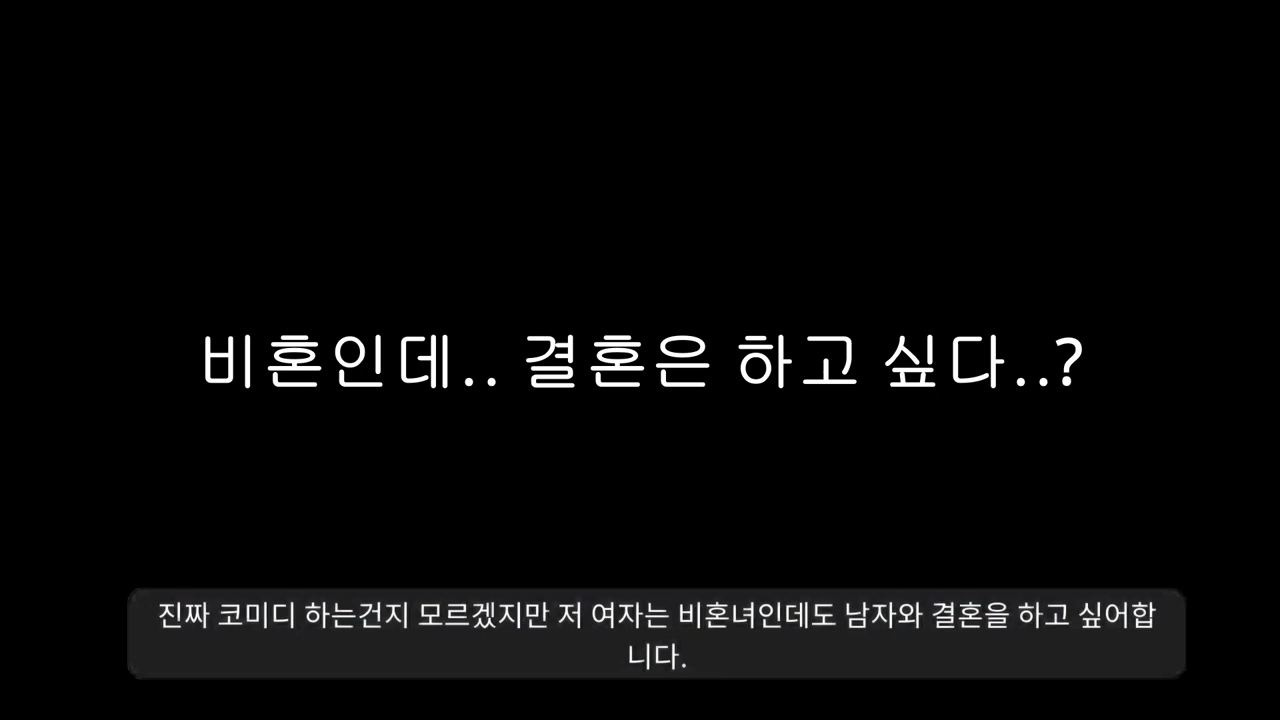 비혼인데.. 결혼은 하고 싶다..?
진짜 코미디 하는건지 모르겠지만 저 여자는 비혼녀인데도 남자와 결혼을 하고 싶어합
니다.